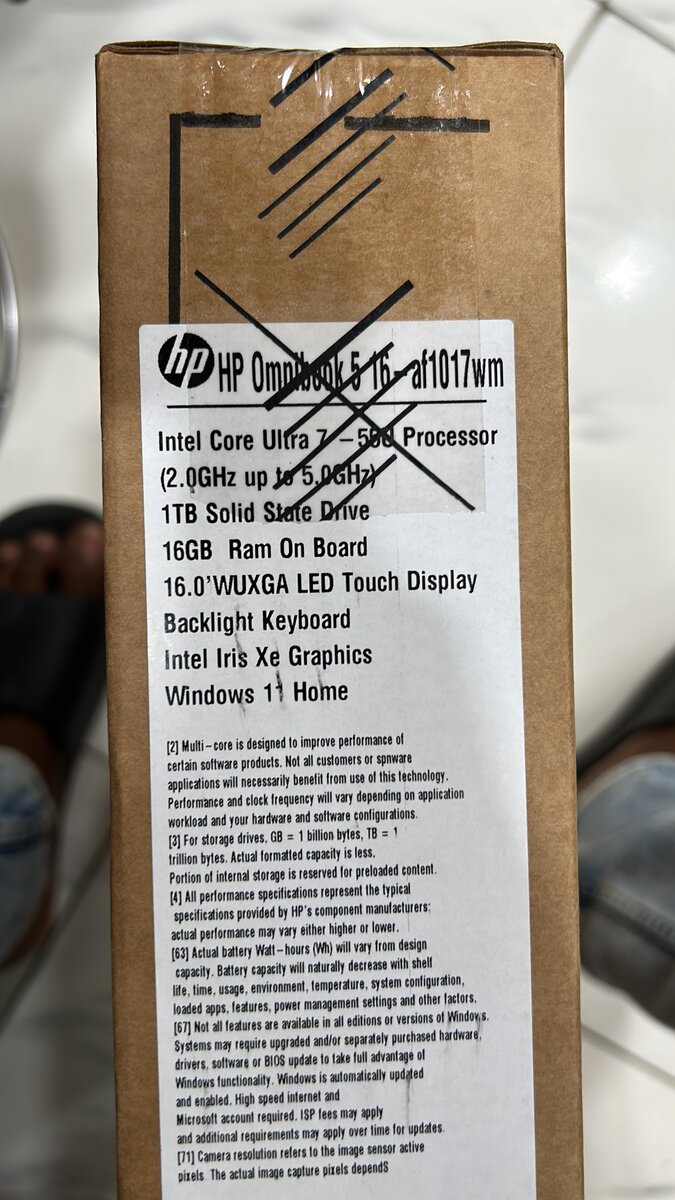 hp HP Omnibook 5 16-af1017wm
Intel Core Ultra 7 -500 Processor
(2.0GHz up to 5.0GHz)
1TB Solid State Drive
16GB Ram On Board
16.0'WUXGA LED Touch Display
Backlight Keyboard
Intel Iris Xe Graphics
Windows 11 Home
[2] Multi-core is designed to improve performance of
certain software products. Not all customers or spnware
applications will necessarily benefit from use of this technology.
Performance and clock frequency will vary depending on application
workload and your hardware and software configurations.
[3] For storage drives, GB = 1 billion bytes, TB = 1
trillion bytes. Actual formatted capacity is less.
Portion of internal storage is reserved for preloaded content.
[4] All performance specifications represent the typical
specifications provided by HP's component manufacturers;
actual performance may vary either higher or lower.
[63] Actual battery Watt-hours (Wh) will vary from design
capacity. Battery capacity will naturally decrease with shelf
life, time, usage, environment, temperature, system configuration,
loaded apps, features, power management settings and other factors.
[67] Not all features are available in all editions or versions of Windows.
Systems may require upgraded and/or separately purchased hardware,
drivers, software or BIOS update to take full advantage of
Windows functionality. Windows is automatically updated
and enabled. High speed internet and
Microsoft account required. ISP fees may apply
and additional requirements may apply over time for updates.
[71] Camera resolution refers to the image sensor active
pixels. The actual image capture pixels dependS